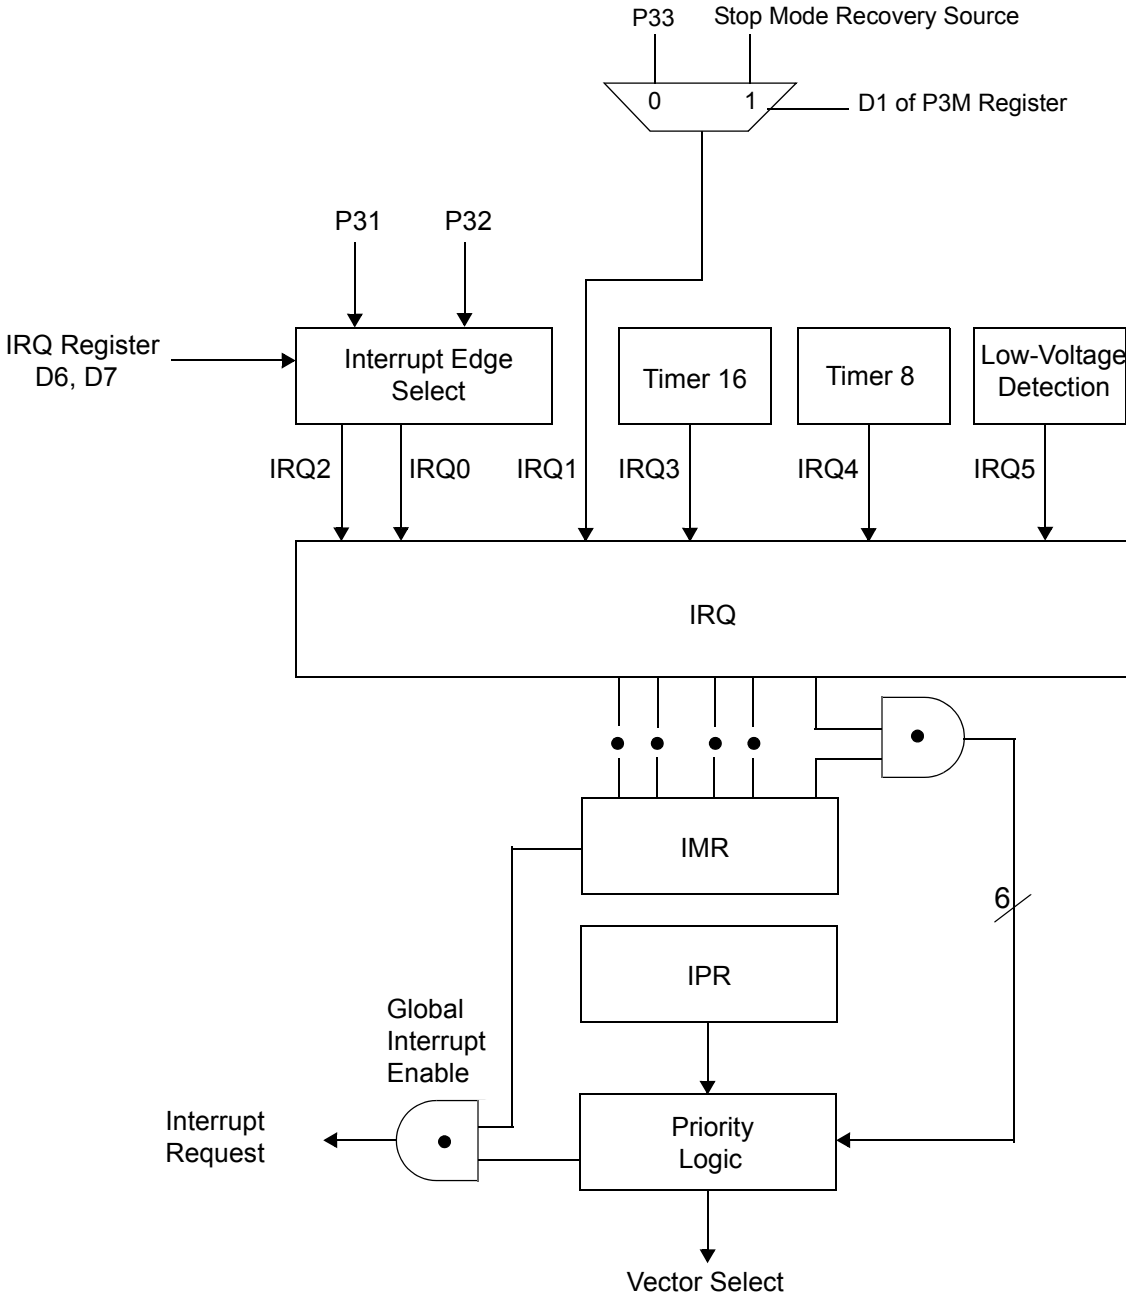 P33
Stop Mode Recovery Source
0
1
D1 of P3M Register
P31
P32
IRQ Register
D6, D7
Interrupt Edge
Select
Timer 16
Timer 8
Low-Voltage
Detection
IRQ2
IRQ0
IRQ1
IRQ3
IRQ4
IRQ5
IRQ
IMR
6
IPR
Global
Interrupt
Enable
Interrupt
Request
Priority
Logic
Vector Select